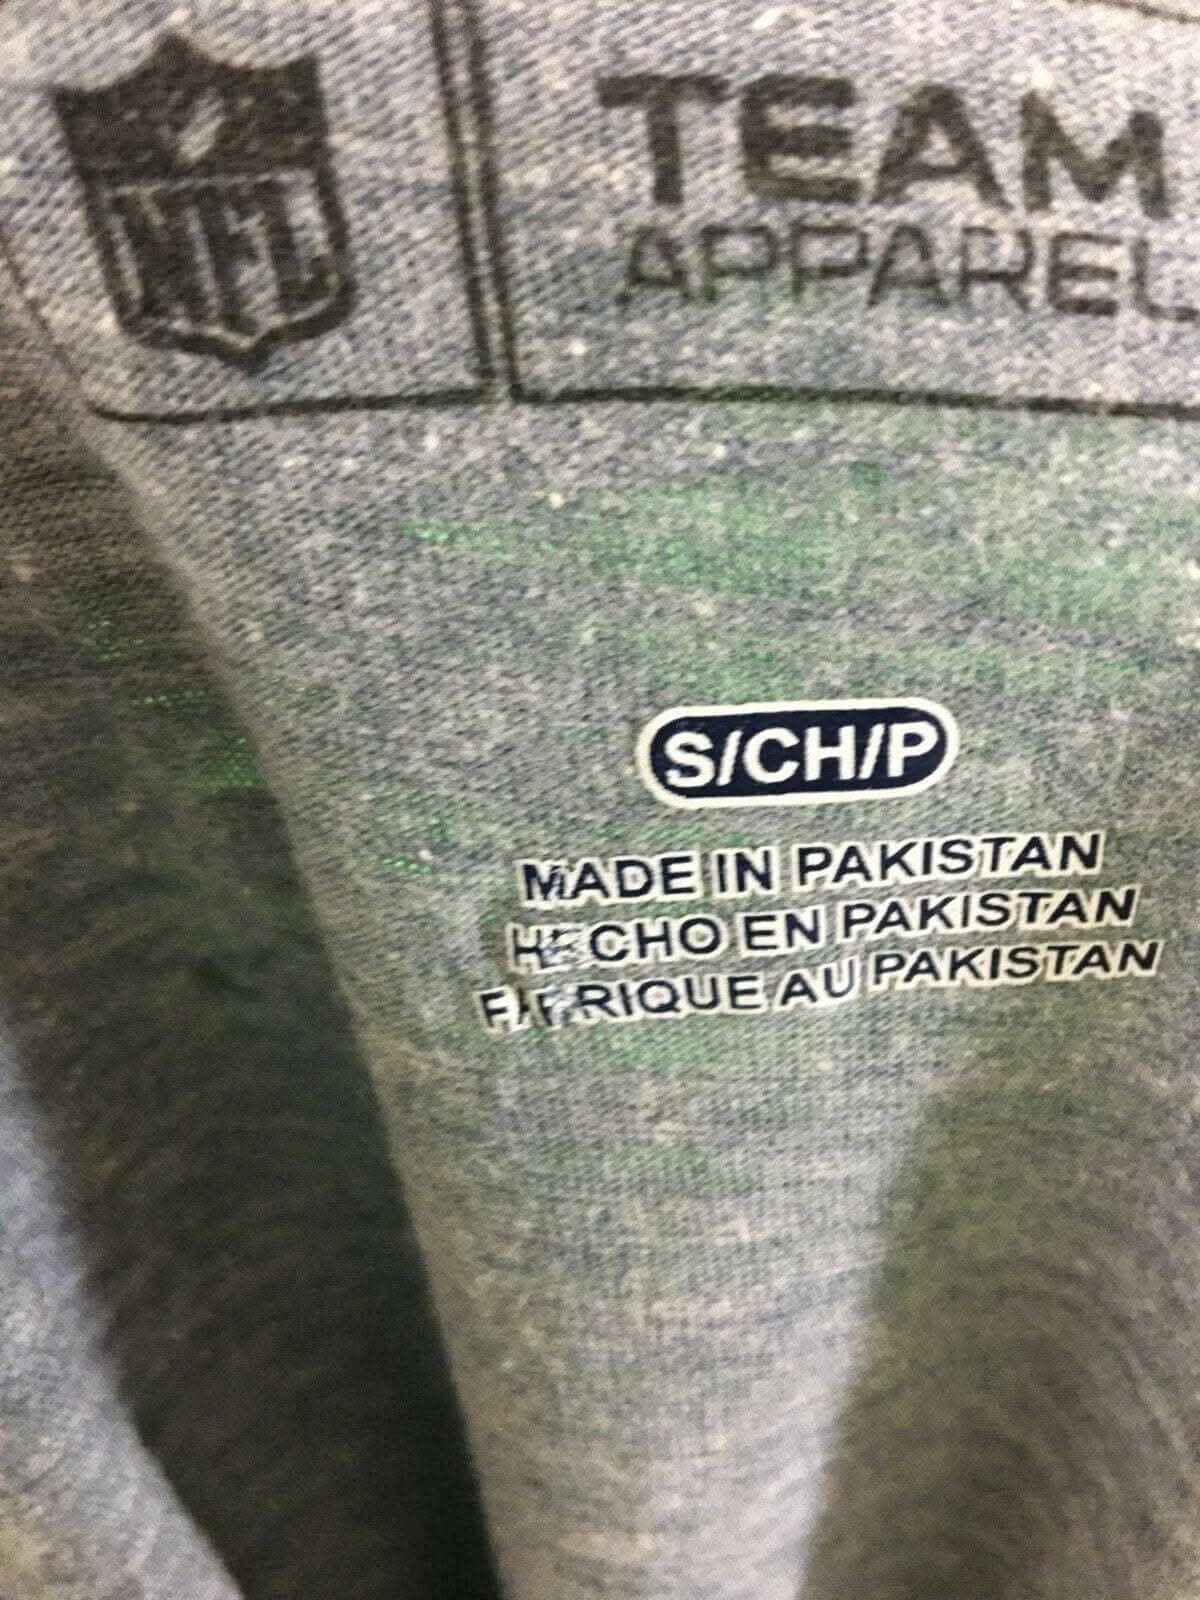 NFL
TEAM
APPAREL
S/CH/P
MADE IN PAKISTAN
HECHO EN PAKISTAN
FABRIQUE AU PAKISTAN